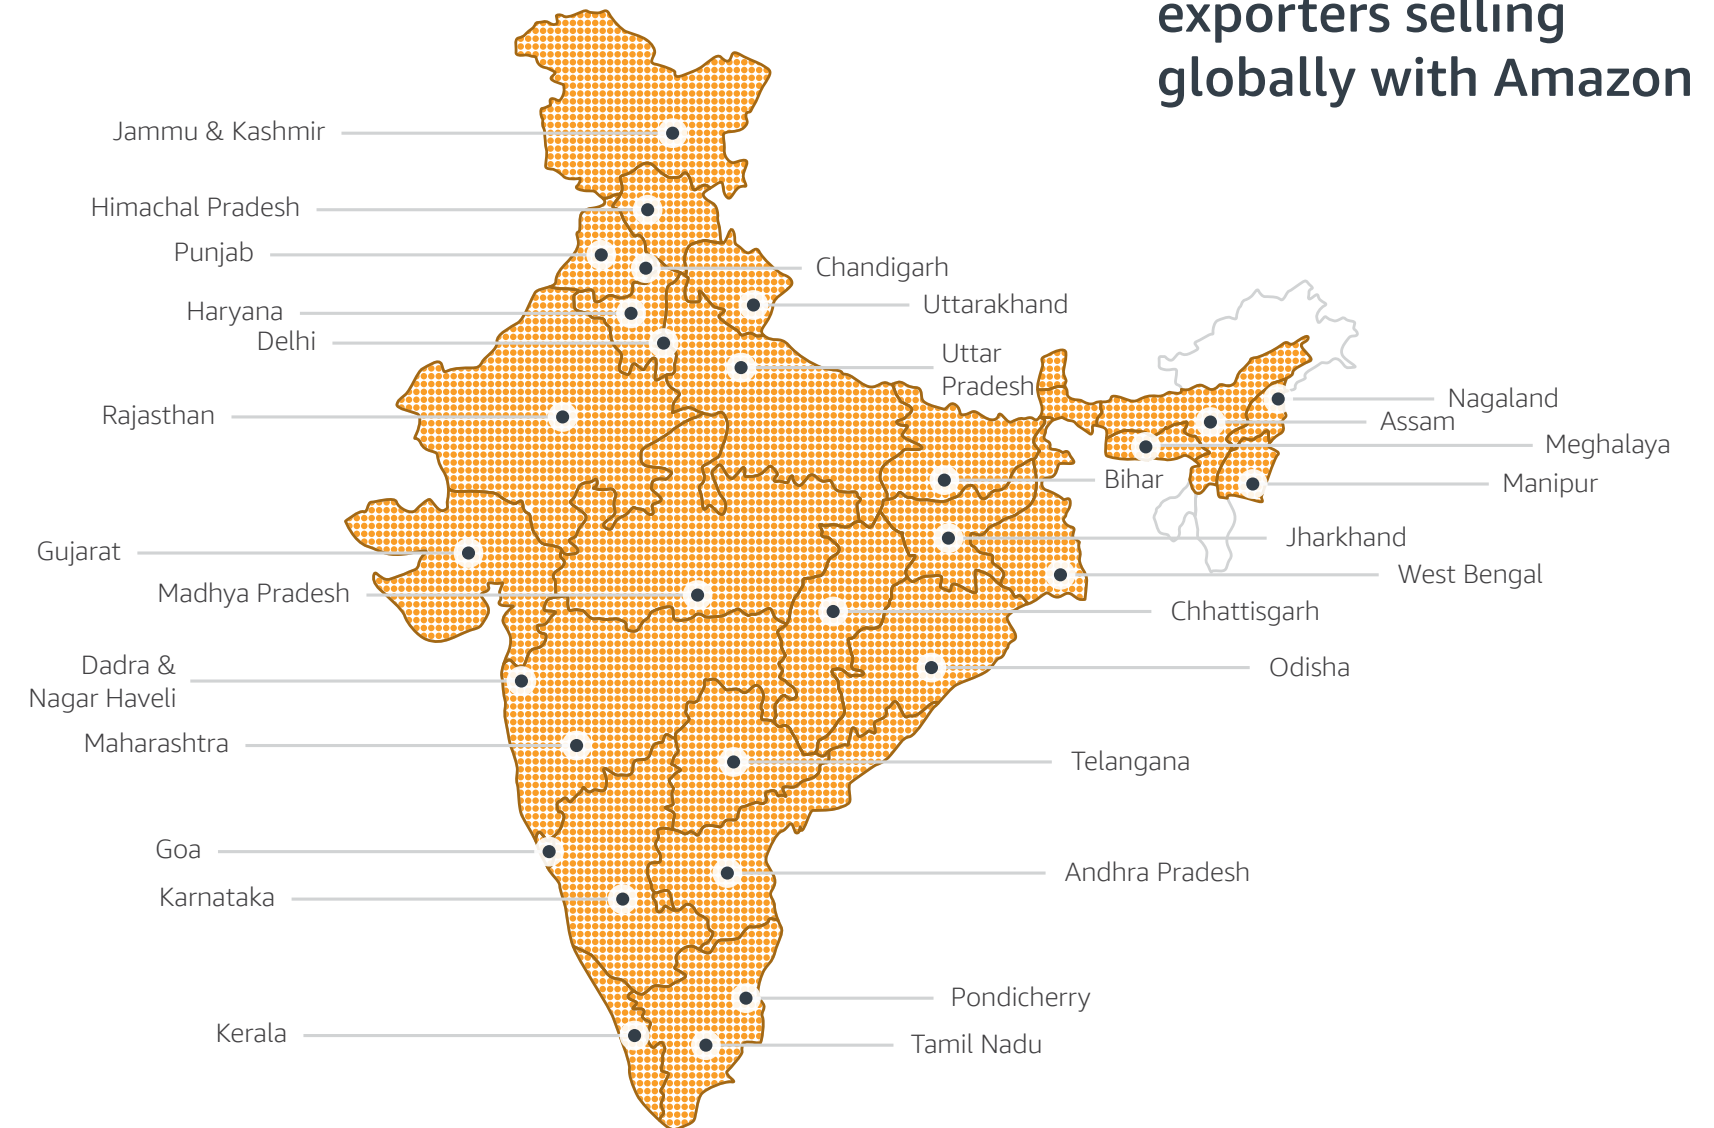 exporters selling
globally with Amazon
Jammu & Kashmir
Himachal Pradesh
Punjab
Chandigarh
Haryana
Uttarakhand
Delhi
Uttar
Pradesh
Rajasthan
Nagaland
Assam
Meghalaya
Bihar
Manipur
Jharkhand
Gujarat
West Bengal
Madhya Pradesh
Chhattisgarh
Dadra &
Nagar Haveli
Odisha
Maharashtra
Telangana
Goa
Andhra Pradesh
Karnataka
Pondicherry
Kerala
Tamil Nadu